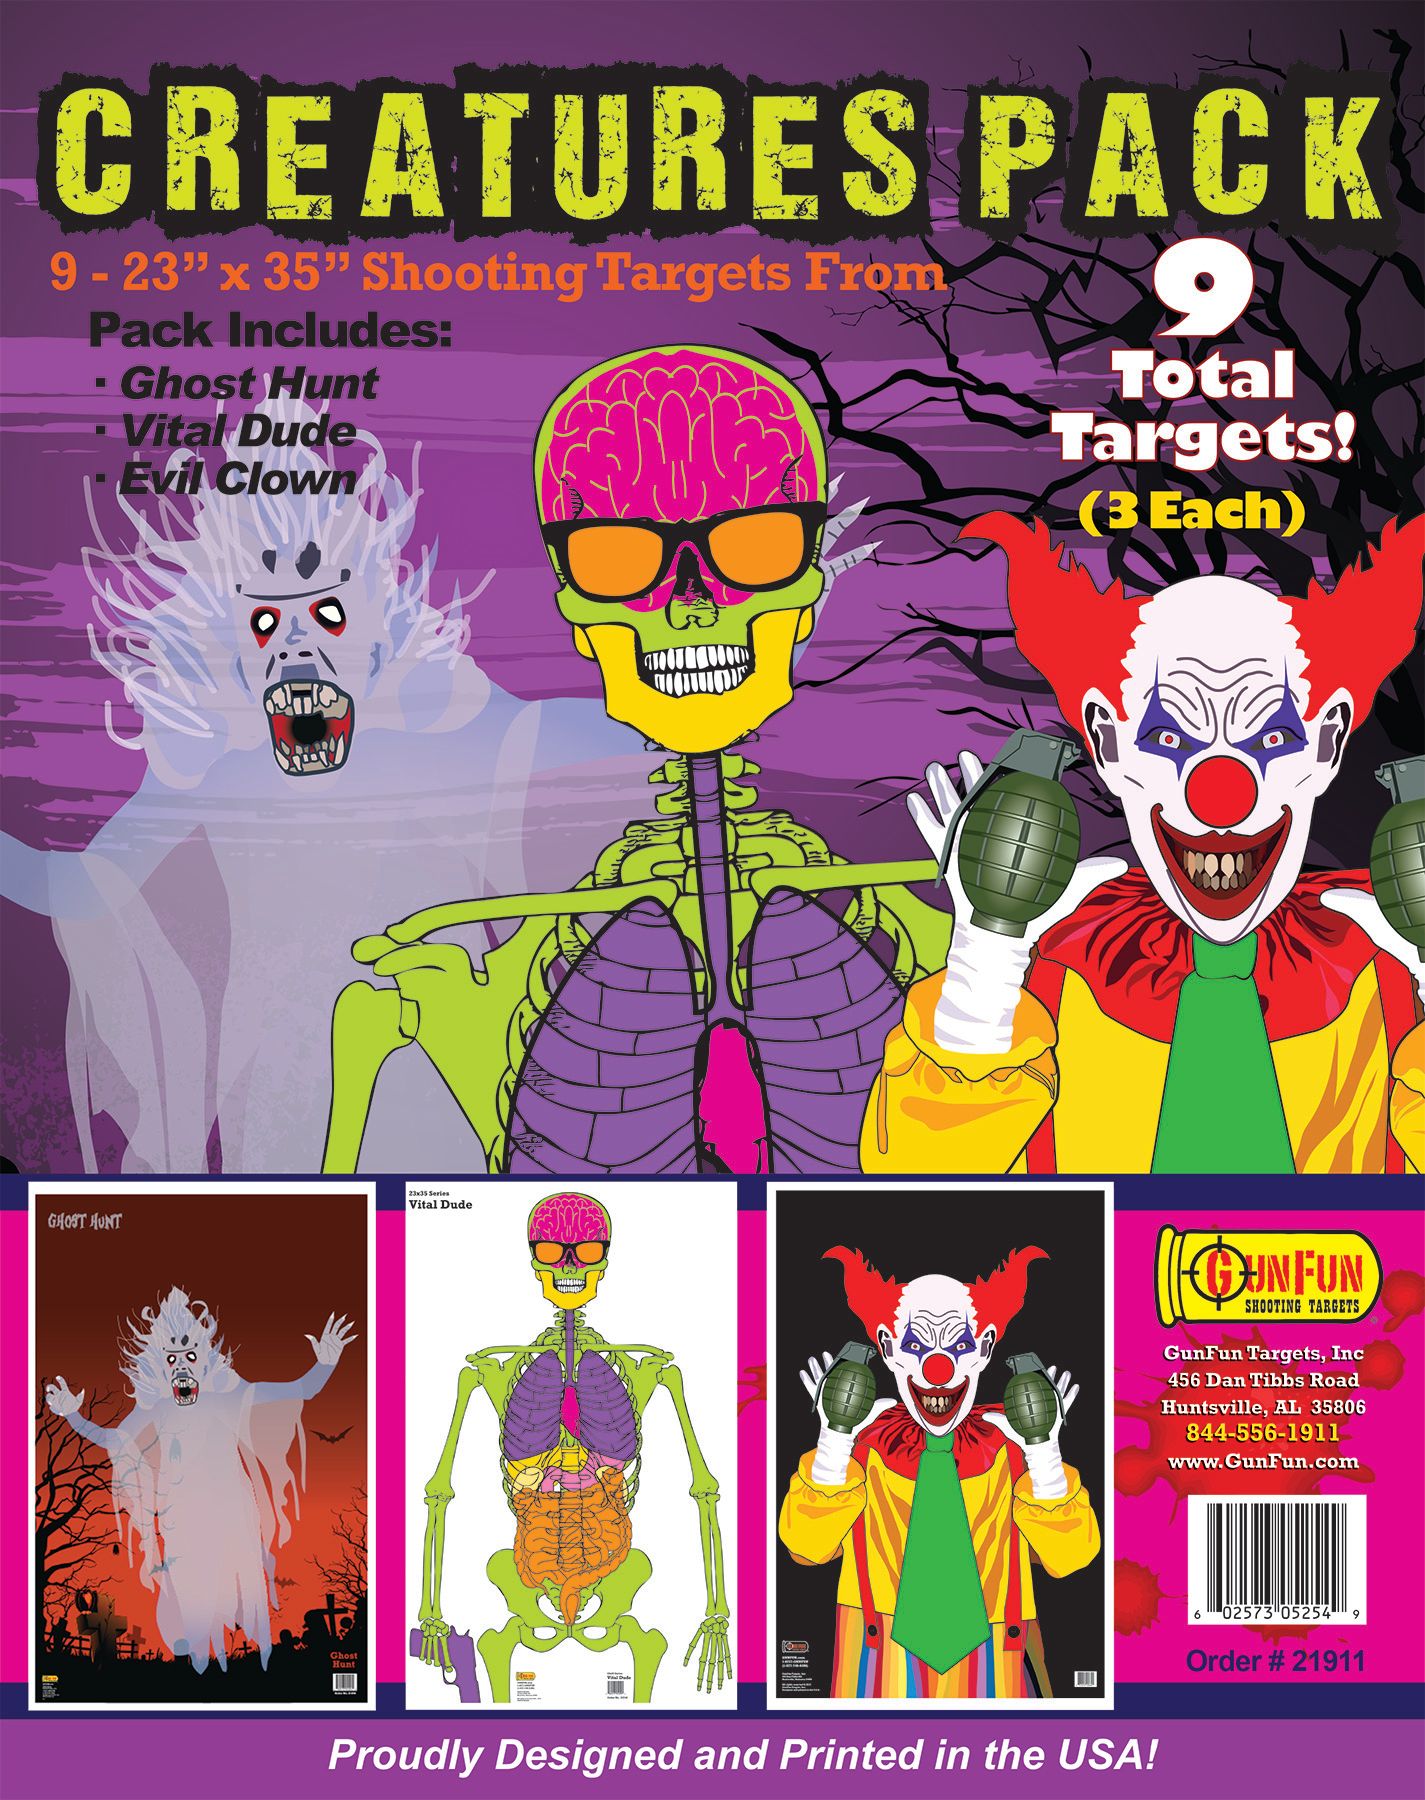 CREATURES PACK
9 - 23” x 35” Shooting Targets From
Pack Includes:
· Ghost Hunt
· Vital Dude
· Evil Clown
9
Total
Targets!
(3 Each)
GHOST HUNT
Ghost
Hunt
23x35 Series
Vital Dude
Vital Dude
GUNFUN
SHOOTING TARGETS
GunFun Targets, Inc
456 Dan Tibbs Road
Huntsville, AL 35806
844-556-1911
www.GunFun.com
6 02573 05254 9
Order # 21911
Proudly Designed and Printed in the USA!